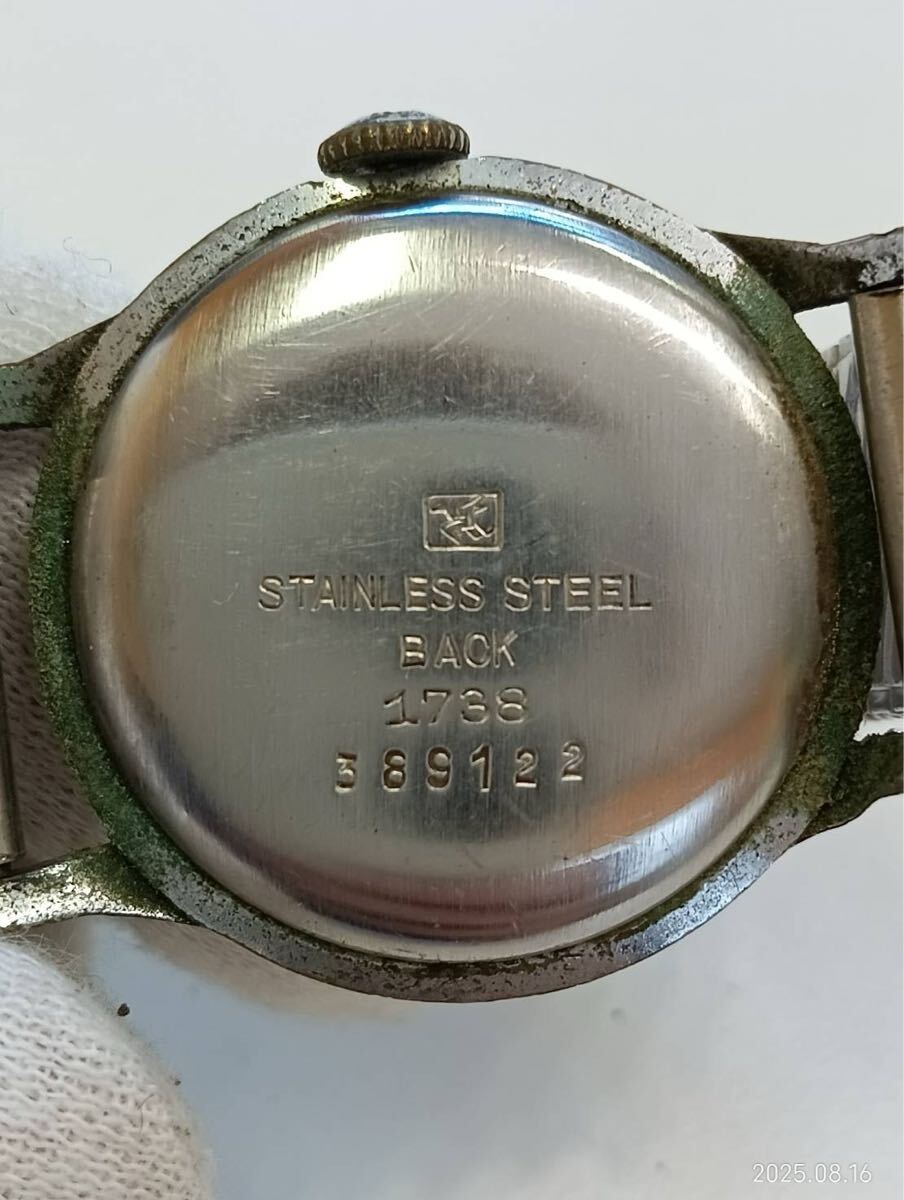 STAINLESS STEEL
BACK
1738
389122
2025.08.16